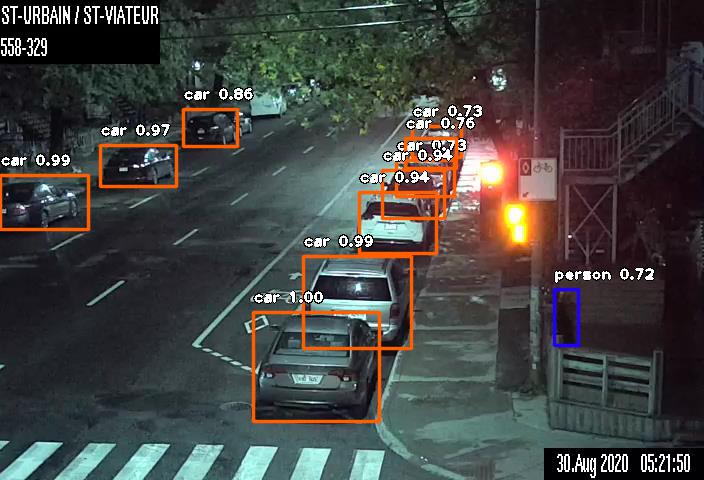 ST-URBAIN / ST-VIATEUR
558-329
car 0.86
car 0.97
car 0.99
car 0.73
car 0.76
car 0.73
car 0.94
car 0.94
car 0.99
car 1.00
person 0.72
30.Aug 2020 05:21:50